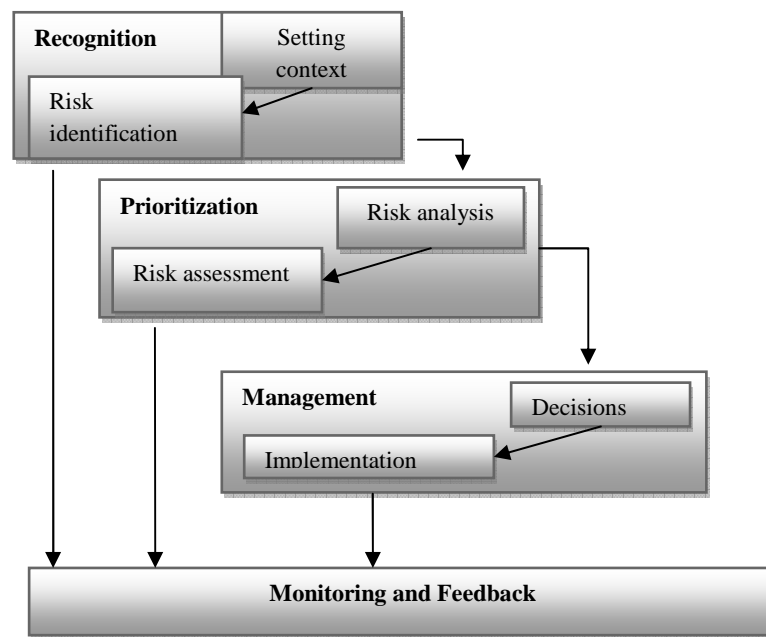 Recognition
Setting
context
Risk
identification
Prioritization
Risk analysis
Risk assessment
Management
Decisions
Implementation
Monitoring and Feedback